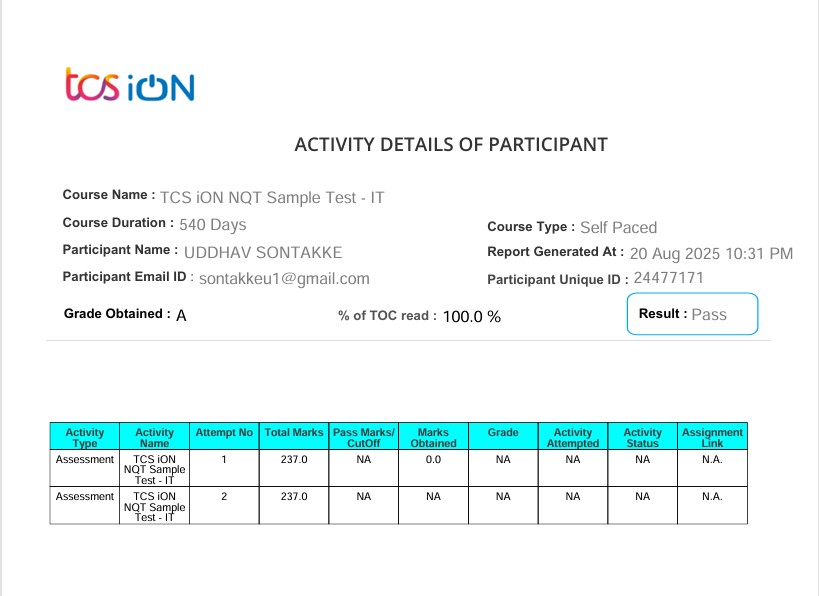 tcs iON
ACTIVITY DETAILS OF PARTICIPANT
Course Name : TCS iON NQT Sample Test - IT
Course Duration : 540 Days
Course Type : Self Paced
Participant Name : UDDHAV SONTAKKE
Report Generated At : 20 Aug 2025 10:31 PM
Participant Email ID : sontakkeu1@gmail.com
Participant Unique ID : 24477171
Grade Obtained : A
% of TOC read : 100.0 %
Result : Pass
Activity Type Activity Name Attempt No Total Marks Pass Marks/ CutOff Marks Obtained Grade Activity Attempted Activity Status Assignment Link
Assessment TCS iON NQT Sample Test - IT 1 237.0 NA 0.0 NA NA NA N.A.
Assessment TCS iON NQT Sample Test - IT 2 237.0 NA NA NA NA NA N.A.